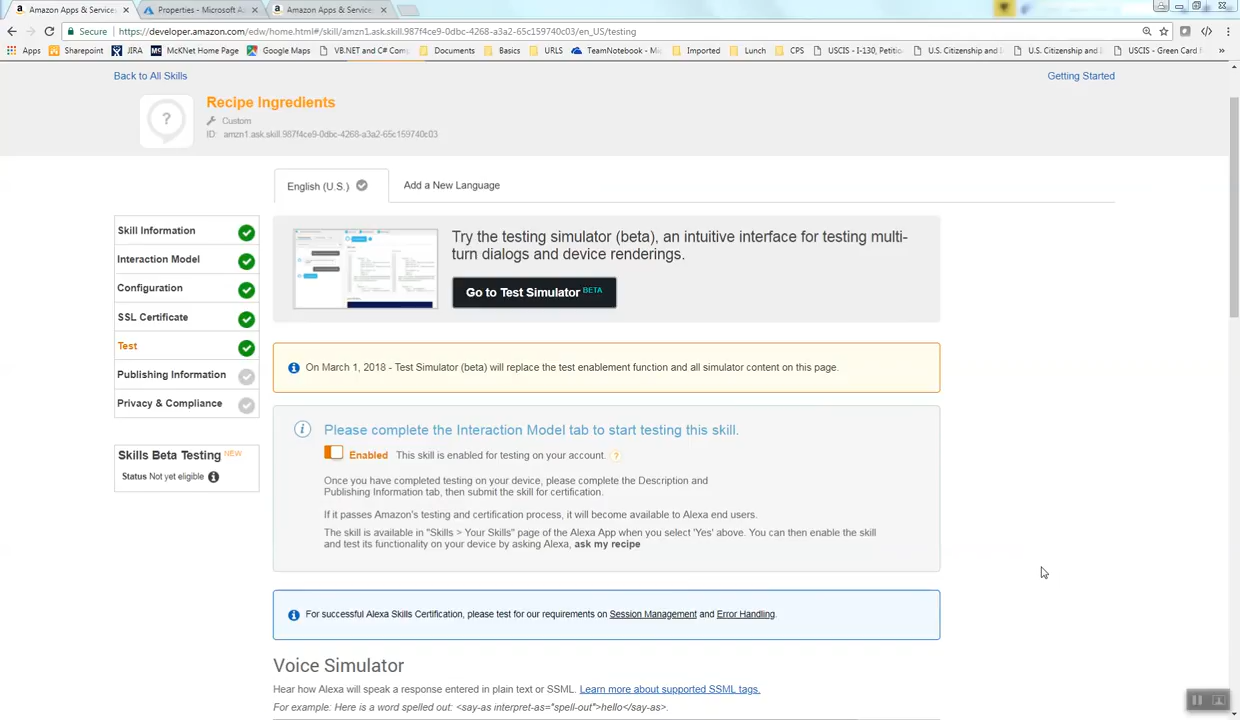 Amazon Apps & Service
Properties - Microsoft A
Amazon Apps & Service
Secure
https://developer.amazon.com/edw/home.html#/skill/amzn1.ask.skill.987f4ce9-0dbc-4268-a3a2-65c159740c03/en_US/testing
Apps
Sharepoint
JIRA
McKNet Home Page
Google Maps
VB.NET and C# Com
Documents
Basics
URLS
TeamNotebook - Mi
Imported
Lunch
CPS
USCIS - I-130, Petitio
U.S. Citizenship and
U.S. Citizenship and
USCIS - Green Card
Back to All Skills
Getting Started
Recipe Ingredients
Custom
ID: amzn1.ask.skill.987f4ce9-0dbc-4268-a3a2-65c159740c03
English (U.S.)
Add a New Language
Skill Information
Interaction Model
Configuration
SSL Certificate
Test
Publishing Information
Privacy & Compliance
Skills Beta Testing NEW
Status Not yet eligible
Try the testing simulator (beta), an intuitive interface for testing multi-
turn dialogs and device renderings.
Go to Test Simulator BETA
On March 1, 2018 - Test Simulator (beta) will replace the test enablement function and all simulator content on this page.
Please complete the Interaction Model tab to start testing this skill.
Enabled This skill is enabled for testing on your account. ?
Once you have completed testing on your device, please complete the Description and
Publishing Information tab, then submit the skill for certification.
If it passes Amazon's testing and certification process, it will become available to Alexa end users.
The skill is available in "Skills > Your Skills" page of the Alexa App when you select 'Yes' above. You can then enable the skill
and test its functionality on your device by asking Alexa, ask my recipe
For successful Alexa Skills Certification, please test for our requirements on Session Management and Error Handling.
Voice Simulator
Hear how Alexa will speak a response entered in plain text or SSML. Learn more about supported SSML tags.
For example: Here is a word spelled out: <say-as interpret-as="spell-out">hello</say-as>.